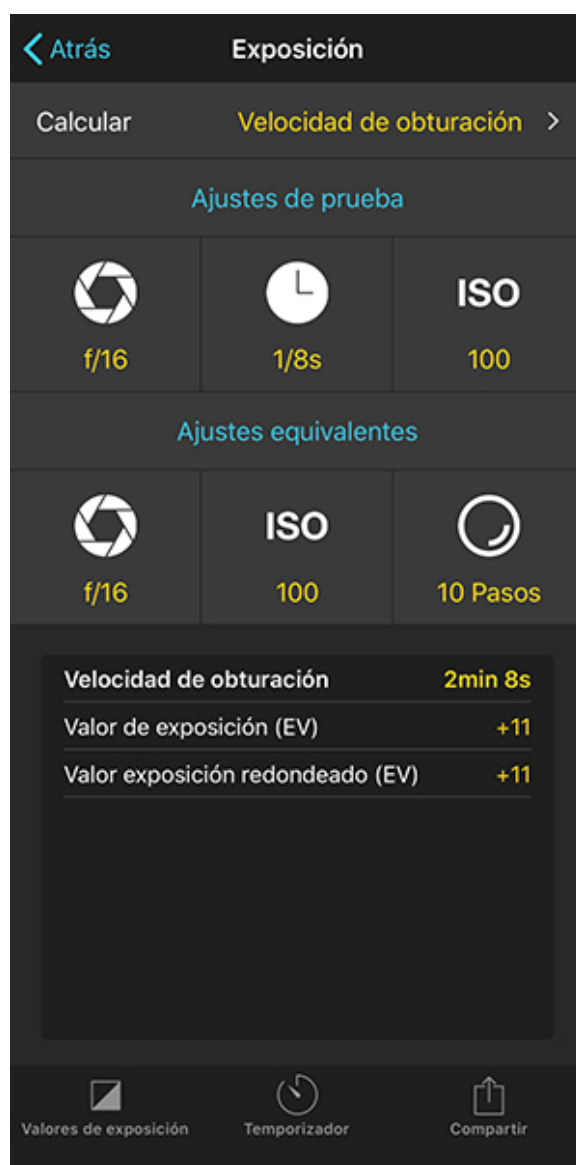 Atrás Exposición
Calcular Velocidad de obturación
Ajustes de prueba
ISO
f/16 1/8s 100
Ajustes equivalentes
ISO
f/16 100 10 Pasos
Velocidad de obturación 2min 8s
Valor de exposición (EV) +11
Valor exposición redondeado (EV) +11
Valores de exposición Temporizador Compartir